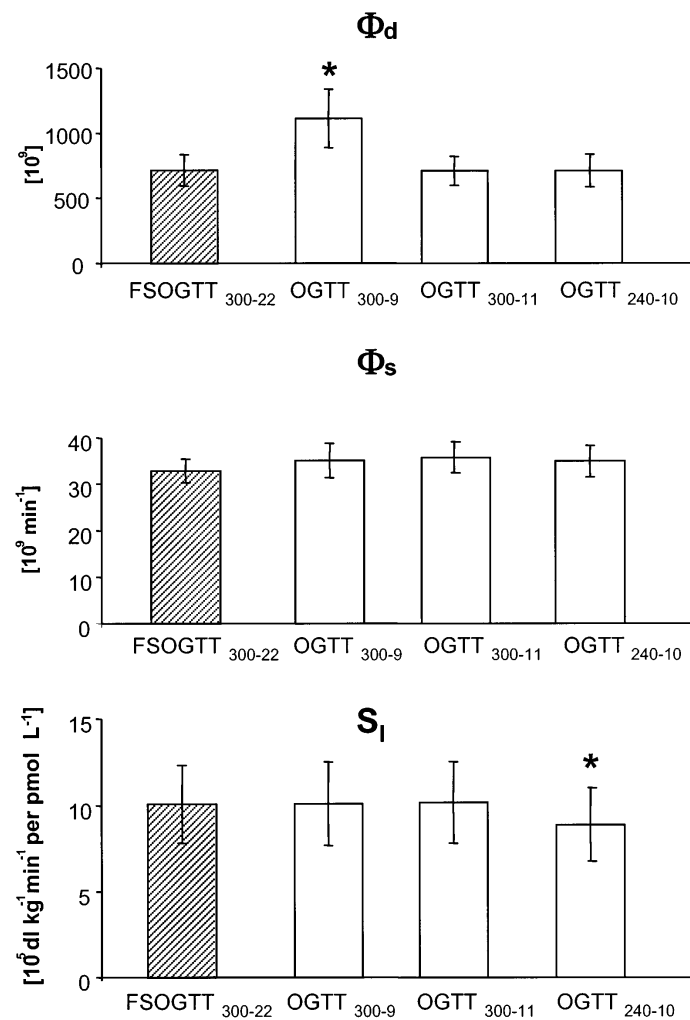 Φd
1500
*
1000
[10⁹]
500
0
FSOGTT 300-22 OGTT 300-9 OGTT 300-11 OGTT 240-10
Φs
40
30
[10⁹ min⁻¹]
20
10
0
FSOGTT 300-22 OGTT 300-9 OGTT 300-11 OGTT 240-10
SI
15
*
10
[10⁻⁵ dl kg⁻¹ min⁻¹ per pmol L⁻¹]
5
0
FSOGTT 300-22 OGTT 300-9 OGTT 300-11 OGTT 240-10